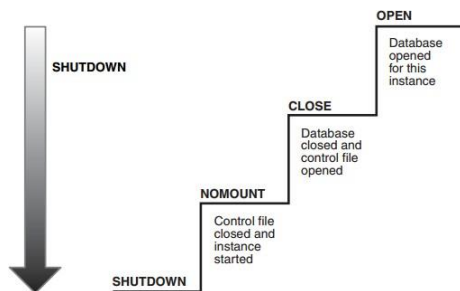 OPEN
Database
opened
for this
instance
SHUTDOWN
CLOSE
Database
closed and
control file
opened
NOMOUNT
Control file
closed and
instance
started
SHUTDOWN